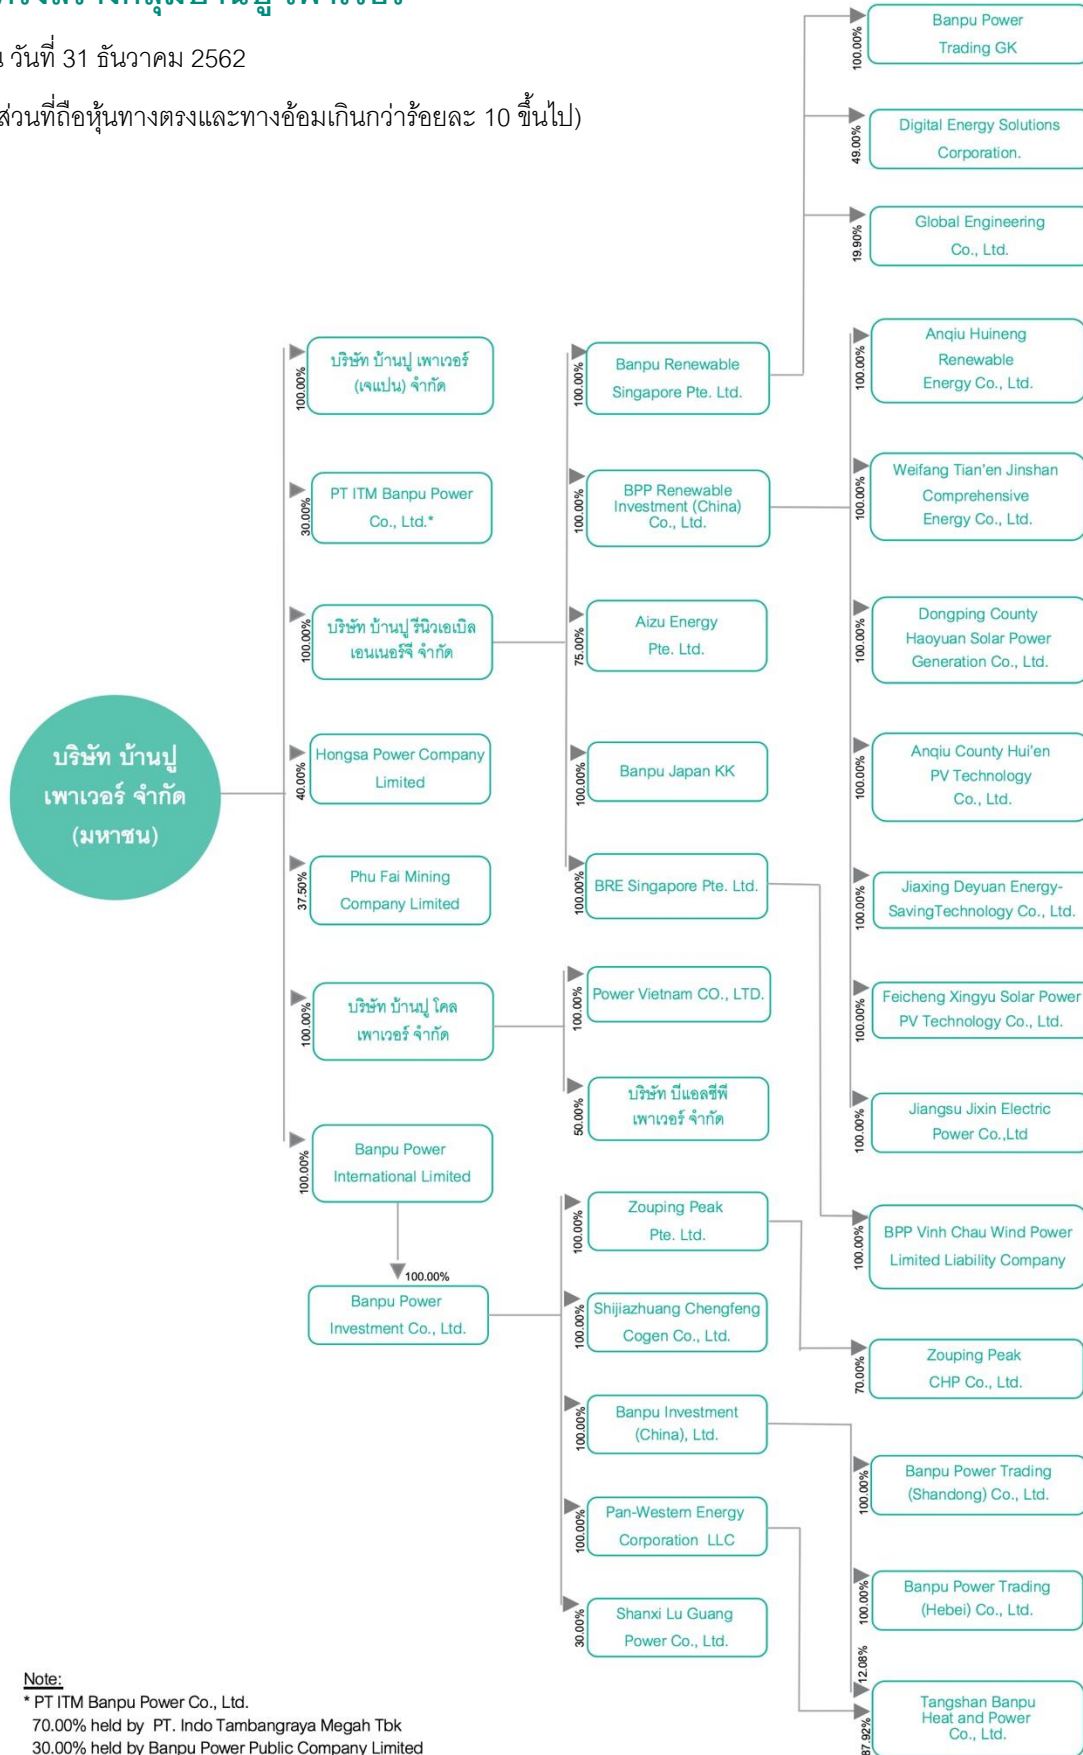 วันที่ 31 ธันวาคม 2562
ส่วนที่ถือหุ้นทางตรงและทางอ้อมเกินกว่าร้อยละ 10 ขึ้นไป)
บริษัท บ้านปู
เพาเวอร์ จำกัด
(มหาชน)
100.00%
บริษัท บ้านปู เพาเวอร์
(เจแปน) จำกัด
30.00%
PT ITM Banpu Power
Co., Ltd.*
100.00%
บริษัท บ้านปู รีนิวเอเบิล
เอนเนอร์จี จำกัด
40.00%
Hongsa Power Company
Limited
37.50%
Phu Fai Mining
Company Limited
100.00%
บริษัท บ้านปู โคล
เพาเวอร์ จำกัด
100.00%
Banpu Power
International Limited
100.00%
Banpu Power
Investment Co., Ltd.
100.00%
Banpu Renewable
Singapore Pte. Ltd.
100.00%
BPP Renewable
Investment (China)
Co., Ltd.
75.00%
Aizu Energy
Pte. Ltd.
100.00%
Banpu Japan KK
100.00%
BRE Singapore Pte. Ltd.
100.00%
Power Vietnam CO., LTD.
50.00%
บริษัท บีแอลซีพี
เพาเวอร์ จำกัด
100.00%
Zouping Peak
Pte. Ltd.
100.00%
Shijiazhuang Chengfeng
Cogen Co., Ltd.
100.00%
Banpu Investment
(China), Ltd.
100.00%
Pan-Western Energy
Corporation LLC
30.00%
Shanxi Lu Guang
Power Co., Ltd.
100.00%
Banpu Power
Trading GK
49.00%
Digital Energy Solutions
Corporation.
19.90%
Global Engineering
Co., Ltd.
100.00%
Anqiu Huineng
Renewable
Energy Co., Ltd.
100.00%
Weifang Tian'en Jinshan
Comprehensive
Energy Co., Ltd.
100.00%
Dongping County
Haoyuan Solar Power
Generation Co., Ltd.
100.00%
Anqiu County Hui'en
PV Technology
Co., Ltd.
100.00%
Jiaxing Deyuan Energy-
SavingTechnology Co., Ltd.
100.00%
Feicheng Xingyu Solar Power
PV Technology Co., Ltd.
100.00%
Jiangsu Jixin Electric
Power Co.,Ltd
100.00%
BPP Vinh Chau Wind Power
Limited Liability Company
70.00%
Zouping Peak
CHP Co., Ltd.
100.00%
Banpu Power Trading
(Shandong) Co., Ltd.
100.00%
Banpu Power Trading
(Hebei) Co., Ltd.
12.08%
87.92%
Tangshan Banpu
Heat and Power
Co., Ltd.
Note:
* PT ITM Banpu Power Co., Ltd.
70.00% held by PT. Indo Tambangraya Megah Tbk
30.00% held by Banpu Power Public Company Limited